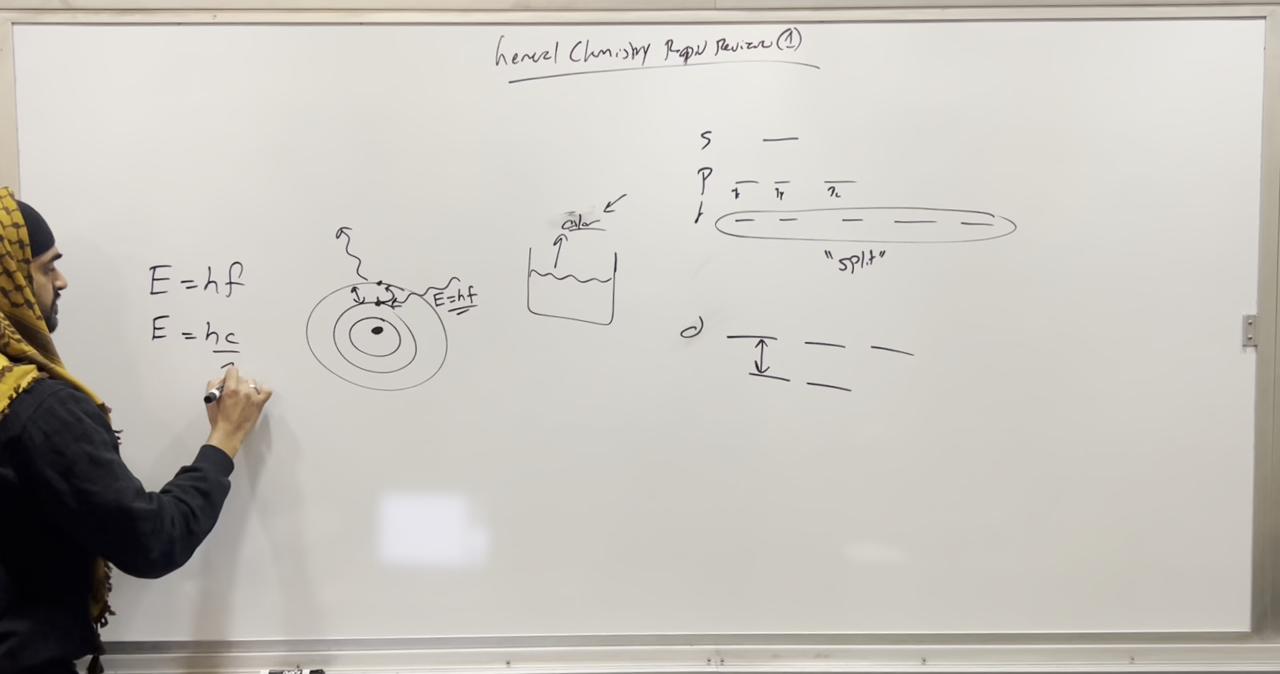 General Chemistry Rapid Review (1)
S
P
"split"
color
E = hf
E = hc
E=hf
d